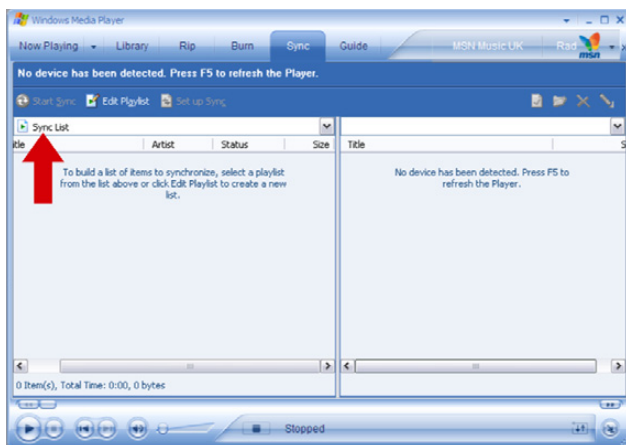 Windows Media Player
Now Playing Library Rip Burn Sync Guide MSN Music UK Rad msn
No device has been detected. Press F5 to refresh the Player.
Start Sync Edit Playlist Set up Sync
Sync List
itle Artist Status Size Title S
To build a list of items to synchronize, select a playlist
from the list above or click Edit Playlist to create a new
list.
No device has been detected. Press F5 to
refresh the Player.
0 Item(s), Total Time: 0:00, 0 bytes
Stopped